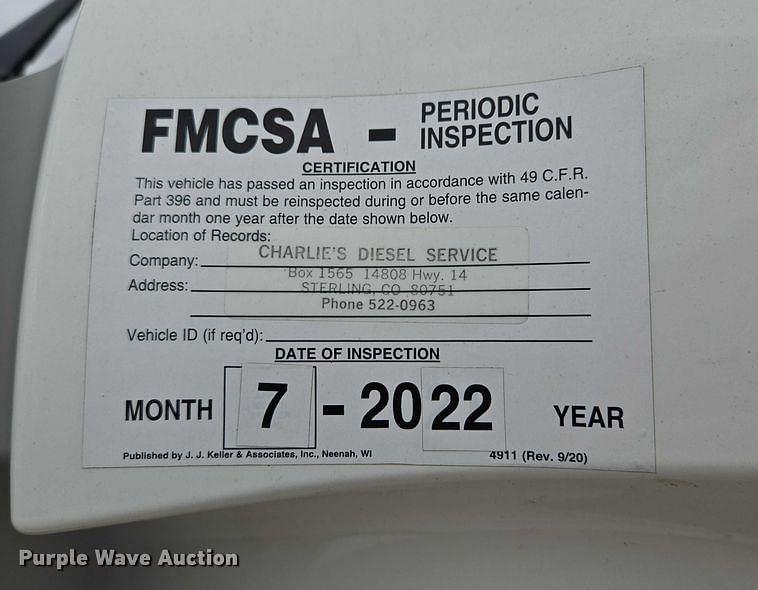 FMCSA - PERIODIC INSPECTION
CERTIFICATION
This vehicle has passed an inspection in accordance with 49 C.F.R.
Part 396 and must be reinspected during or before the same calen-
dar month one year after the date shown below.
Location of Records:
Company: CHARLIE'S DIESEL SERVICE
Address: Box 1565 14808 Hwy. 14
STERLING, CO 80751
Phone 522-0963
Vehicle ID (if req'd):
DATE OF INSPECTION
MONTH 7 - 2022 YEAR
Published by J. J. Keller & Associates, Inc., Neenah, WI 4911 (Rev. 9/20)
Purple Wave Auction